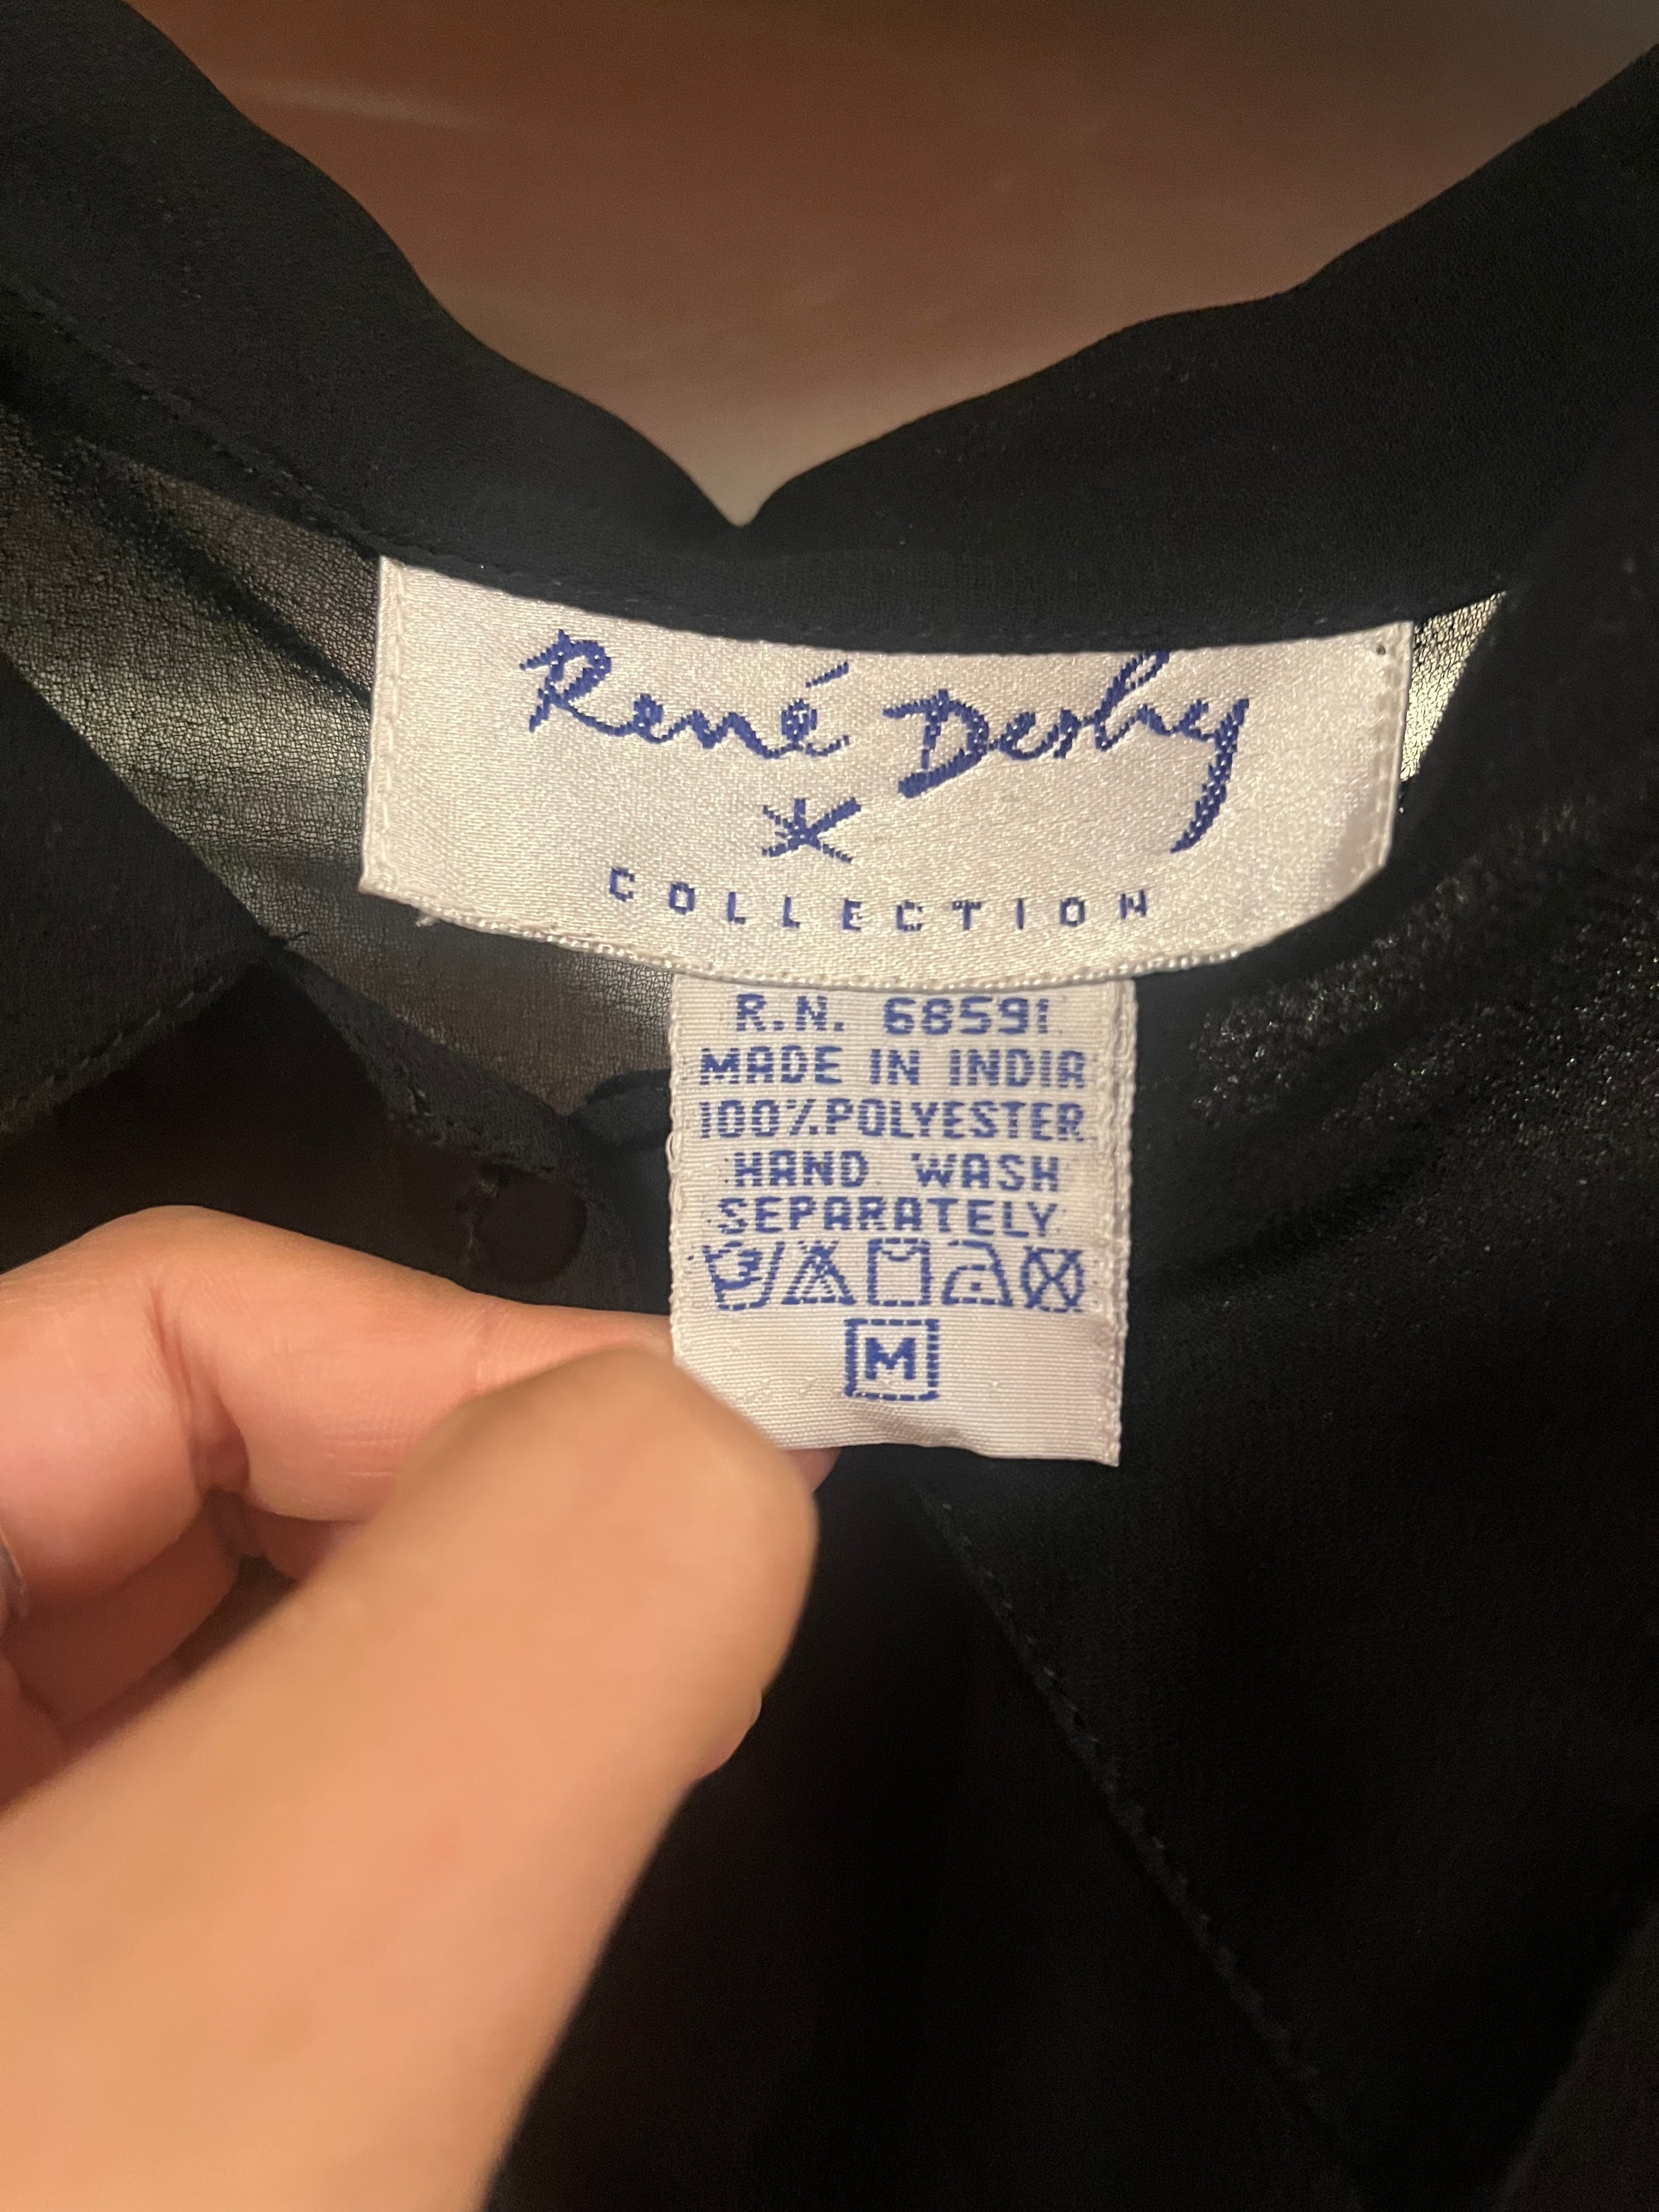 René Derhy
COLLECTION
R.N. 68591
MADE IN INDIA
100% POLYESTER
HAND WASH
SEPARATELY
M